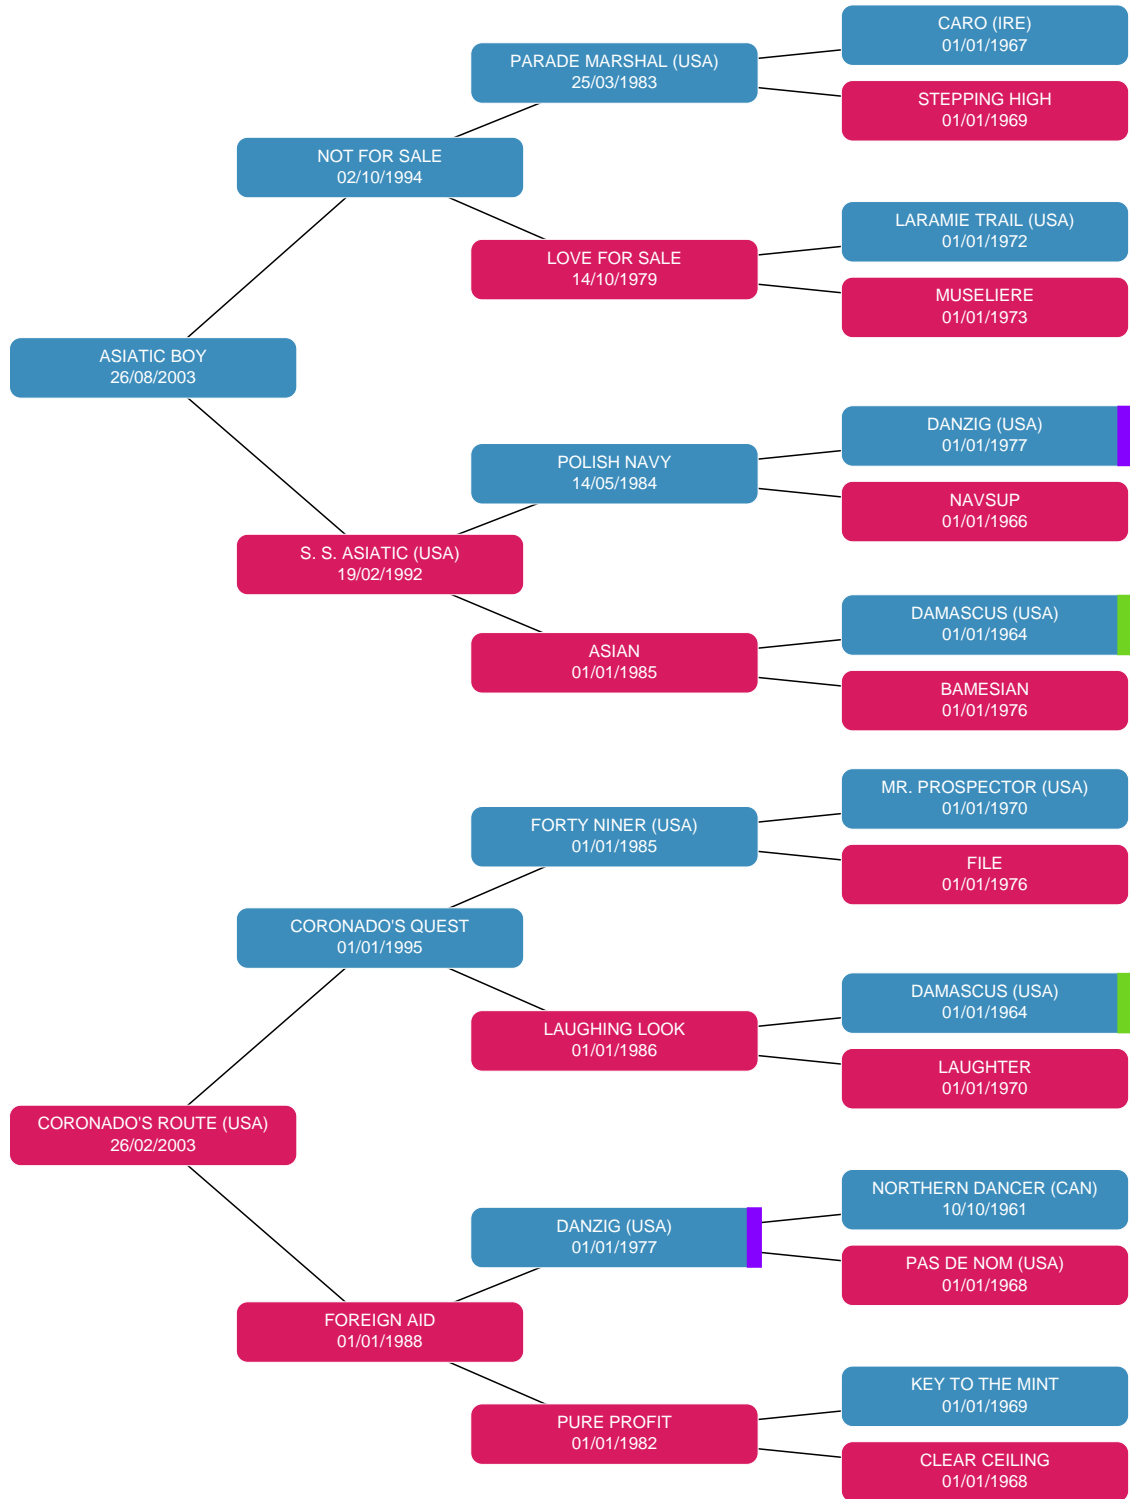 CARO (IRE)
01/01/1967
PARADE MARSHAL (USA)
25/03/1983
STEPPING HIGH
01/01/1969
NOT FOR SALE
02/10/1994
LARAMIE TRAIL (USA)
01/01/1972
LOVE FOR SALE
14/10/1979
MUSELIERE
01/01/1973
ASIATIC BOY
26/08/2003
DANZIG (USA)
01/01/1977
POLISH NAVY
14/05/1984
NAVSUP
01/01/1966
S. S. ASIATIC (USA)
19/02/1992
DAMASCUS (USA)
01/01/1964
ASIAN
01/01/1985
BAMESIAN
01/01/1976
MR. PROSPECTOR (USA)
01/01/1970
FORTY NINER (USA)
01/01/1985
FILE
01/01/1976
CORONADO'S QUEST
01/01/1995
DAMASCUS (USA)
01/01/1964
LAUGHING LOOK
01/01/1986
LAUGHTER
01/01/1970
CORONADO'S ROUTE (USA)
26/02/2003
NORTHERN DANCER (CAN)
10/10/1961
DANZIG (USA)
01/01/1977
PAS DE NOM (USA)
01/01/1968
FOREIGN AID
01/01/1988
KEY TO THE MINT
01/01/1969
PURE PROFIT
01/01/1982
CLEAR CEILING
01/01/1968